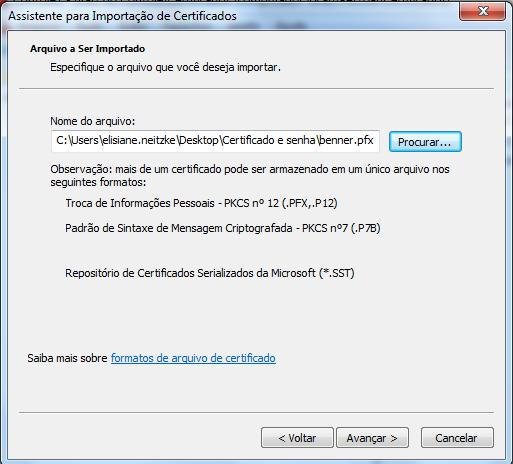 Assistente para Importação de Certificados
Arquivo a Ser Importado
Especifique o arquivo que você deseja importar.
Nome do arquivo:
C:\Users\elisiane.neitzke\Desktop\Certificado e senha\benner.pfx
Procurar...
Observação: mais de um certificado pode ser armazenado em um único arquivo nos
seguintes formatos:
Troca de Informações Pessoais - PKCS nº 12 (.PFX,.P12)
Padrão de Sintaxe de Mensagem Criptografada - PKCS nº7 (.P7B)
Repositório de Certificados Serializados da Microsoft (*.SST)
Saiba mais sobre formatos de arquivo de certificado
< Voltar
Avançar >
Cancelar